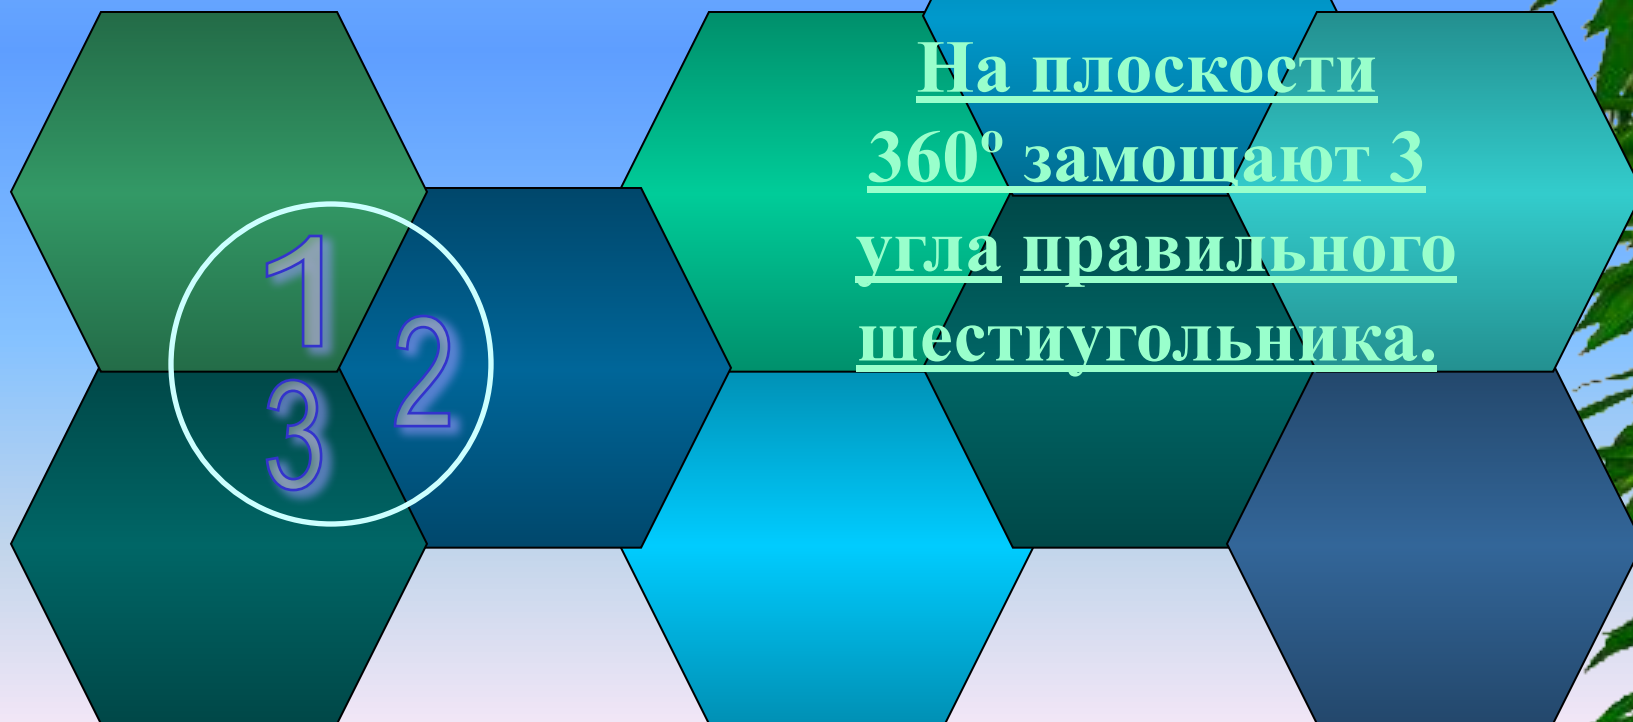 На плоскости
360º замощают 3
угла правильного
шестиугольника.
1
2
3